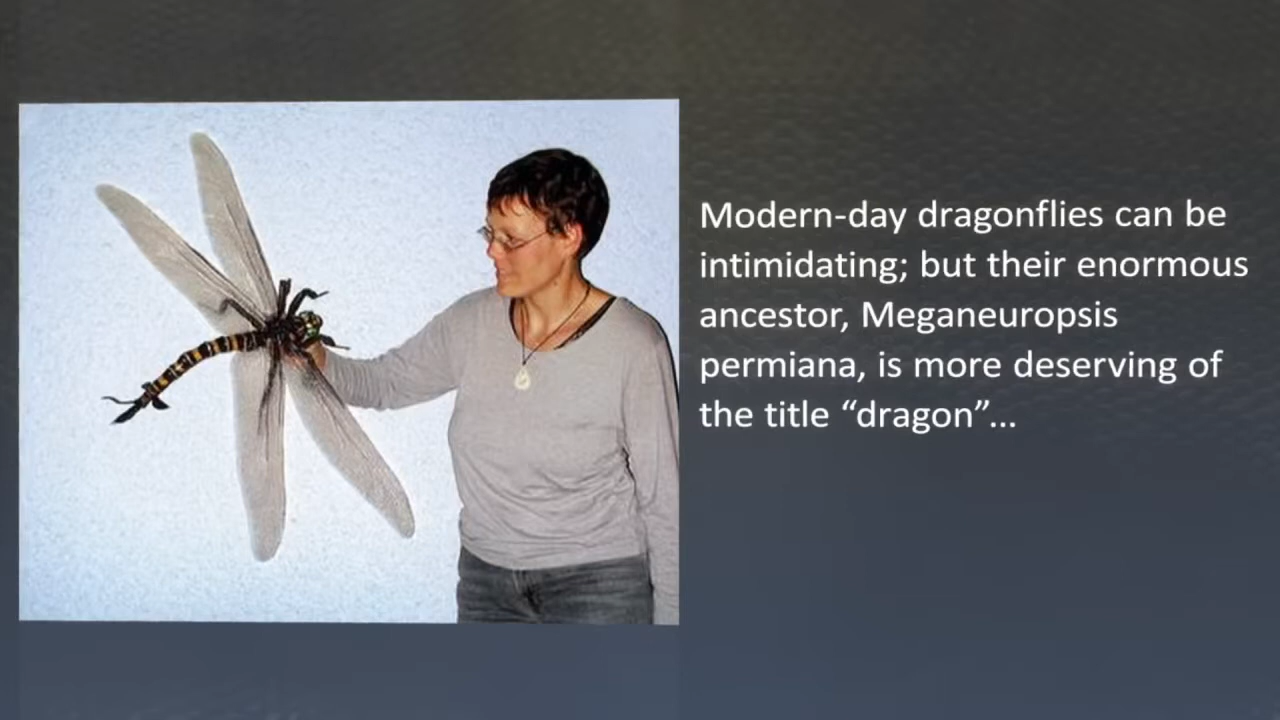 Modern-day dragonflies can be
intimidating; but their enormous
ancestor, Meganeuropsis
permiana, is more deserving of
the title “dragon”...